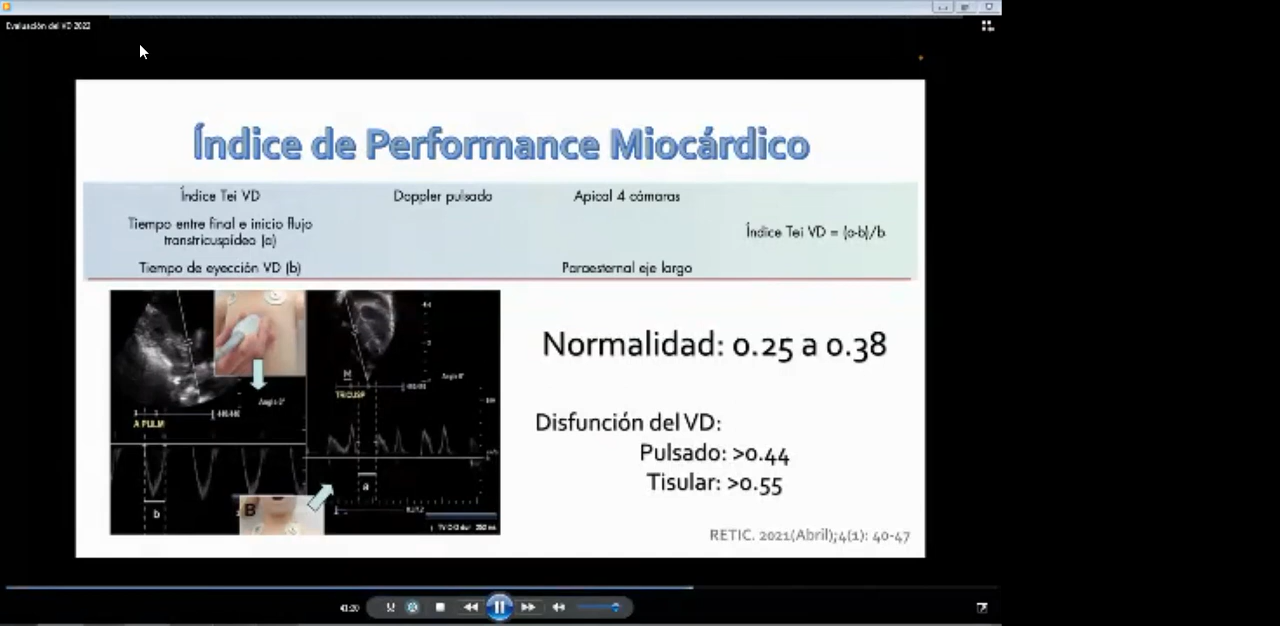 Evaluación del VD 2022
Índice de Performance Miocárdico
Índice Tei VD Doppler pulsado Apical 4 cámaras
Tiempo entre final e inicio flujo
transtricuspídeo (a)
Índice Tei VD = (a-b)/b
Tiempo de eyección VD (b) Paraesternal eje largo
Normalidad: 0.25 a 0.38
Disfunción del VD:
Pulsado: >0.44
Tisular: >0.55
A PULM
TRICUSP
M
a
b
B
RETIC. 2021(Abril);4(1): 40-47